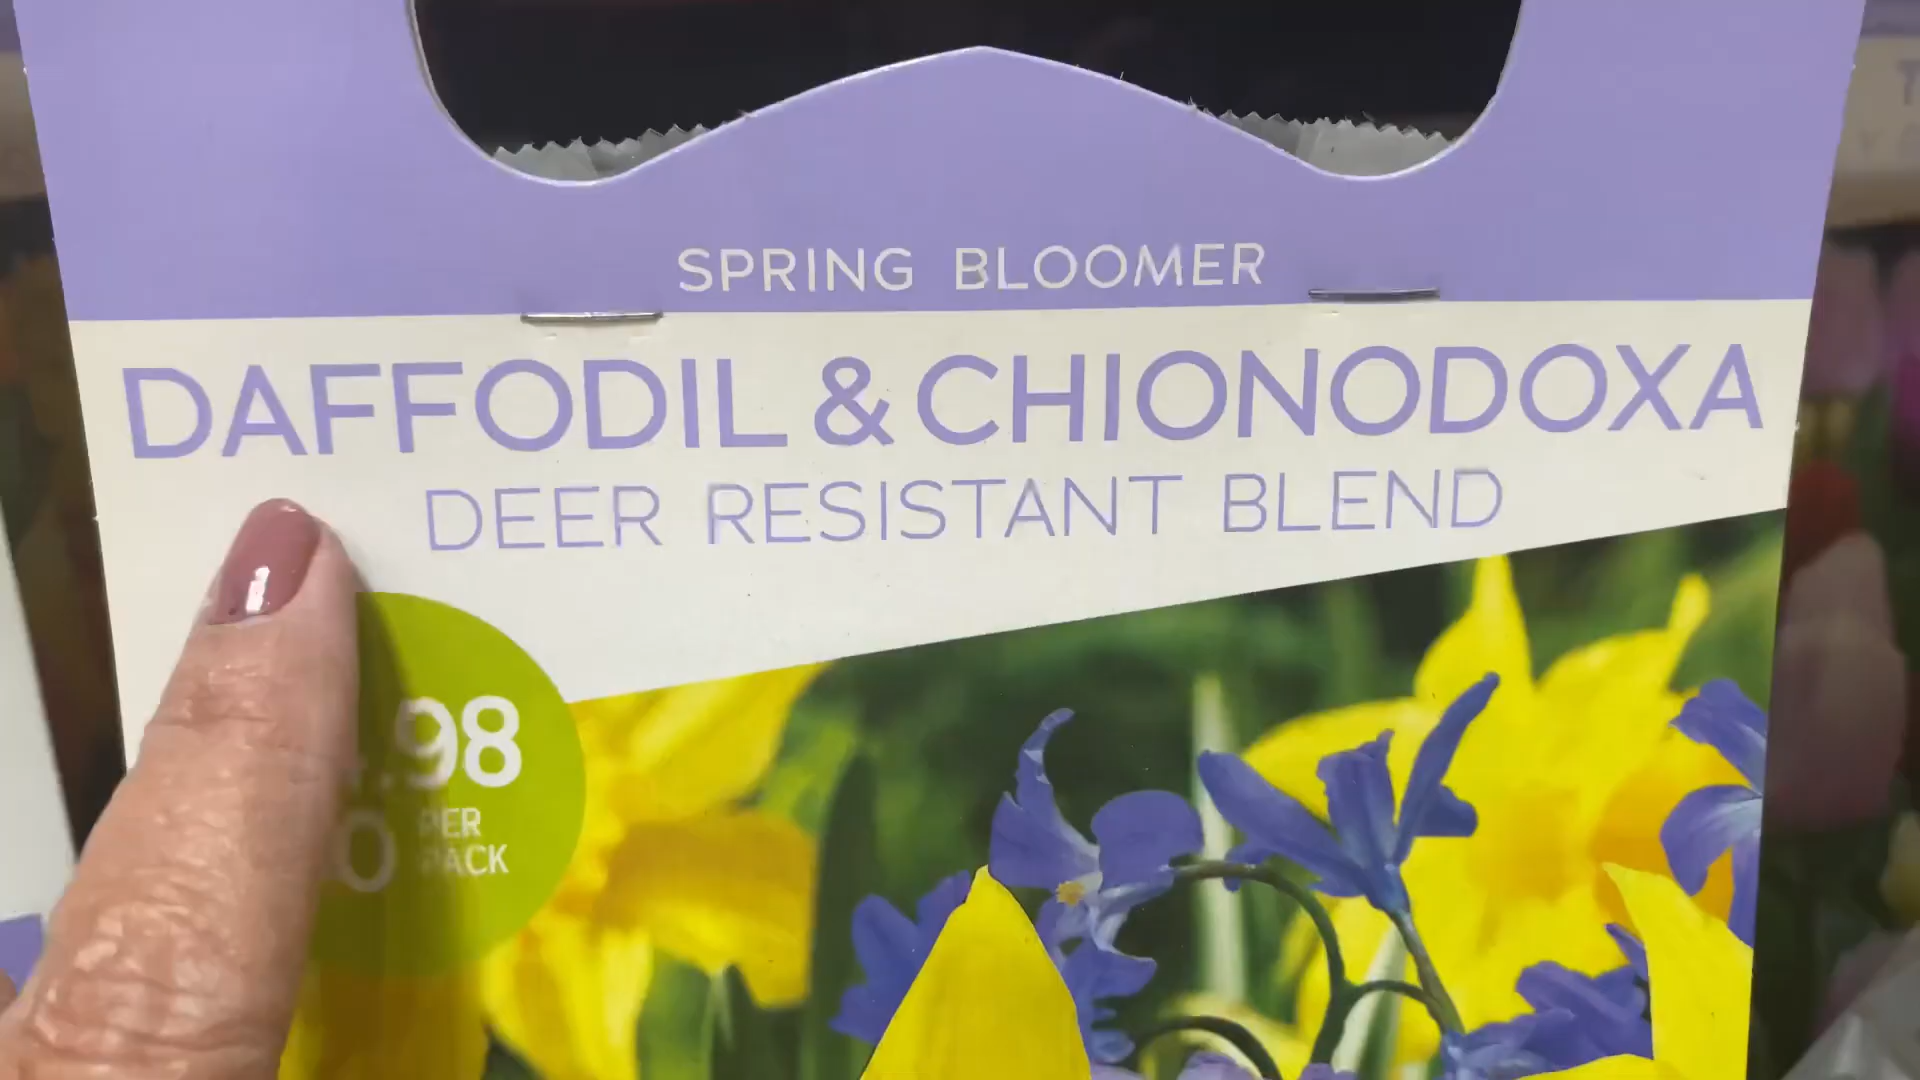 SPRING BLOOMER
DAFFODIL & CHIONODOXA
DEER RESISTANT BLEND
.98
PER
PACK